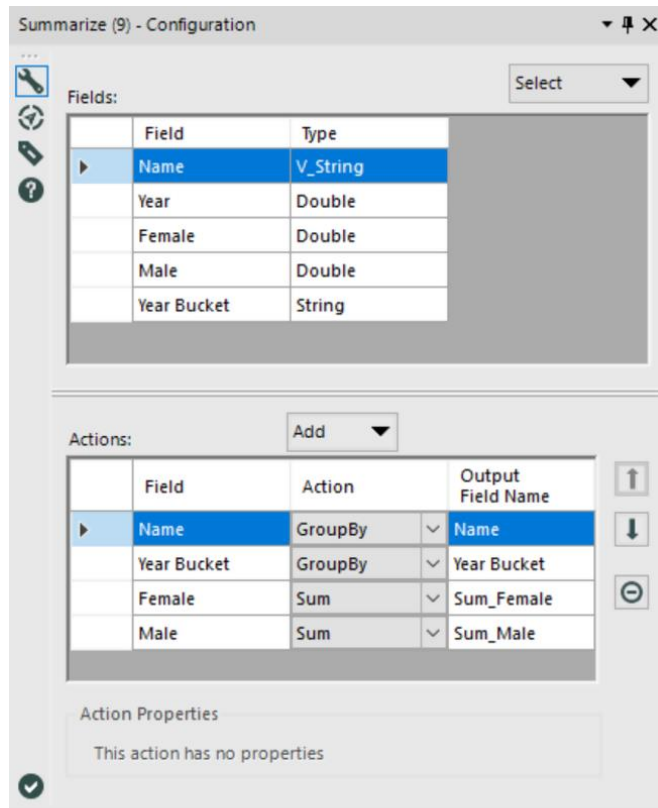 Summarize (9) - Configuration
Select
Fields:
Field Type
Name V_String
Year Double
Female Double
Male Double
Year Bucket String
Add
Actions:
Field Action Output
Field Name
Name GroupBy Name
Year Bucket GroupBy Year Bucket
Female Sum Sum_Female
Male Sum Sum_Male
Action Properties
This action has no properties